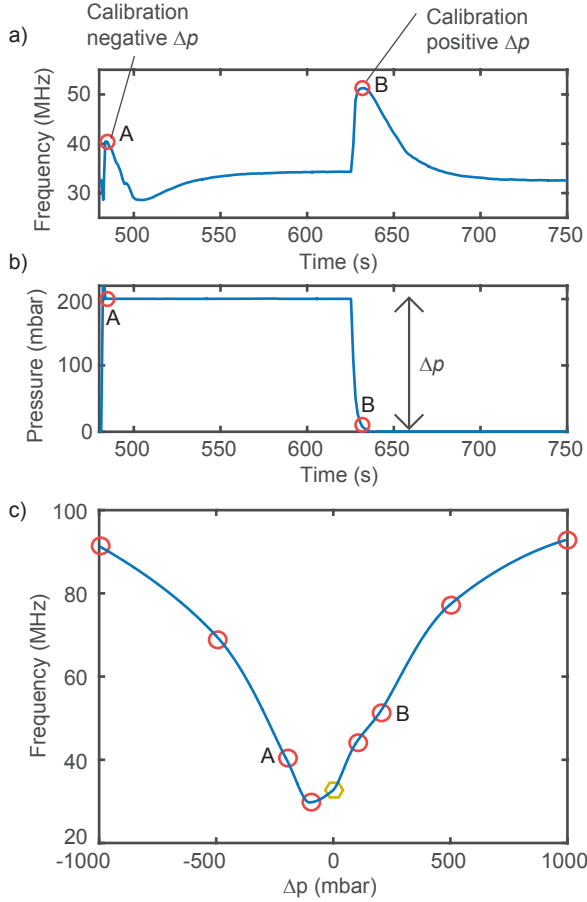 a)
Calibration
negative Δp
Calibration
positive Δp
Frequency (MHz)
50
40
30
A
B
500
550
600
650
700
750
Time (s)
b)
Pressure (mbar)
200
100
0
A
B
Δp
500
550
600
650
700
750
Time (s)
c)
Frequency (MHz)
100
80
60
40
20
A
B
-1000
-500
0
500
1000
Δp (mbar)